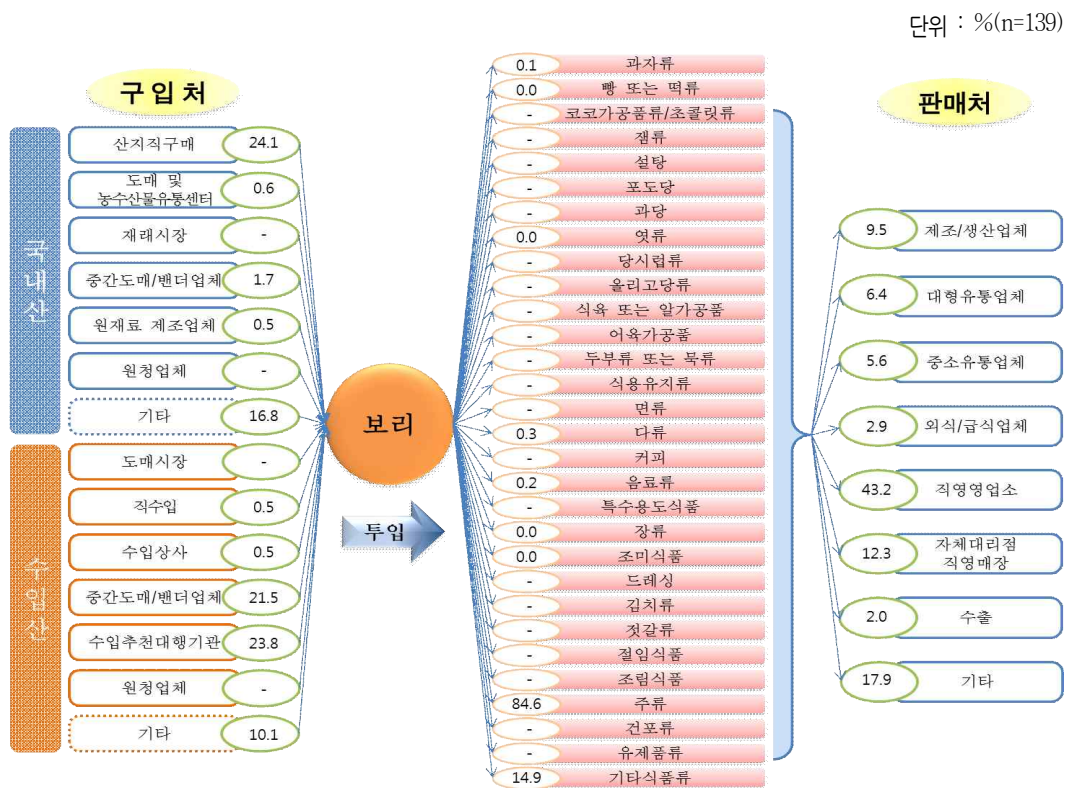 단위 : %(n=139)
구입처
국내산
산지직구매 24.1
도매 및
농수산물유통센터 0.6
재래시장 -
중간도매/밴더업체 1.7
원재료 제조업체 0.5
원청업체 -
기타 16.8
수입산
도매시장 -
직수입 0.5
수입상사 0.5
중간도매/밴더업체 21.5
수입추천대행기관 23.8
원청업체 -
기타 10.1
보리
투입
0.1 과자류
0.0 빵 또는 떡류
- 코코가공품류/초콜릿류
- 잼류
- 설탕
- 포도당
- 과당
0.0 엿류
- 당시럽류
- 올리고당류
- 식육 또는 알가공품
- 어육가공품
- 두부류 또는 묵류
- 식용유지류
- 면류
0.3 다류
- 커피
0.2 음료류
- 특수용도식품
0.0 장류
0.0 조미식품
- 드레싱
- 김치류
- 젓갈류
- 절임식품
- 조림식품
84.6 주류
- 건포류
- 유제품류
14.9 기타식품류
판매처
9.5 제조/생산업체
6.4 대형유통업체
5.6 중소유통업체
2.9 외식/급식업체
43.2 직영영업소
12.3 자체대리점
직영매장
2.0 수출
17.9 기타